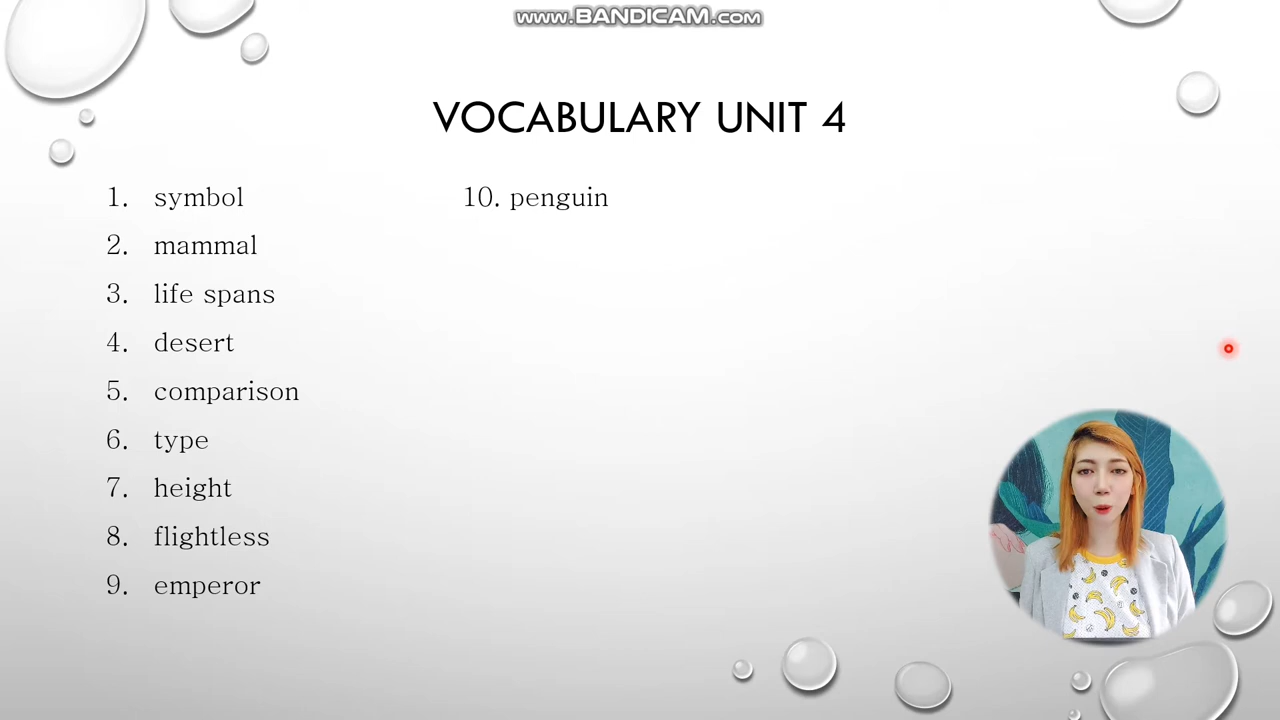 www.BANDICAM.com
VOCABULARY UNIT 4
1. symbol
2. mammal
3. life spans
4. desert
5. comparison
6. type
7. height
8. flightless
9. emperor
10. penguin